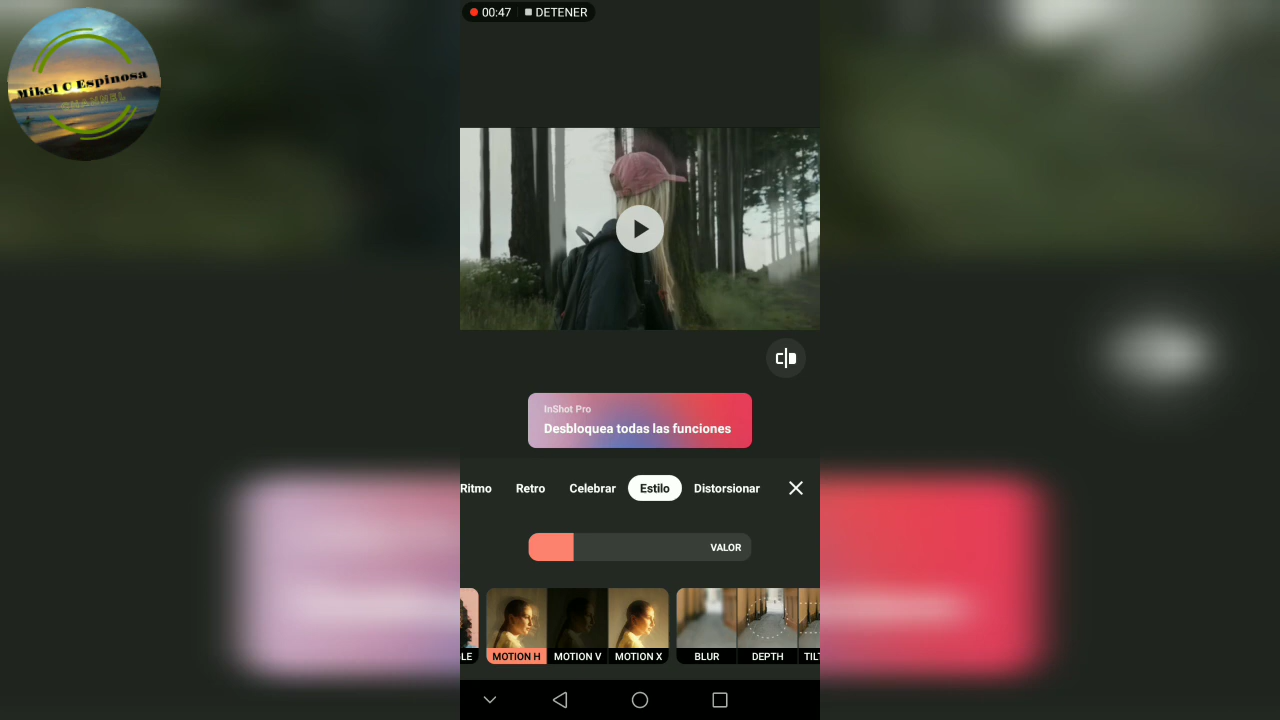 00:47 DETENER
Mikel C Espinosa
CHANNEL
InShot Pro
Desbloquea todas las funciones
Ritmo Retro Celebrar Estilo Distorsionar
VALOR
LE MOTION H MOTION V MOTION X BLUR DEPTH TILT